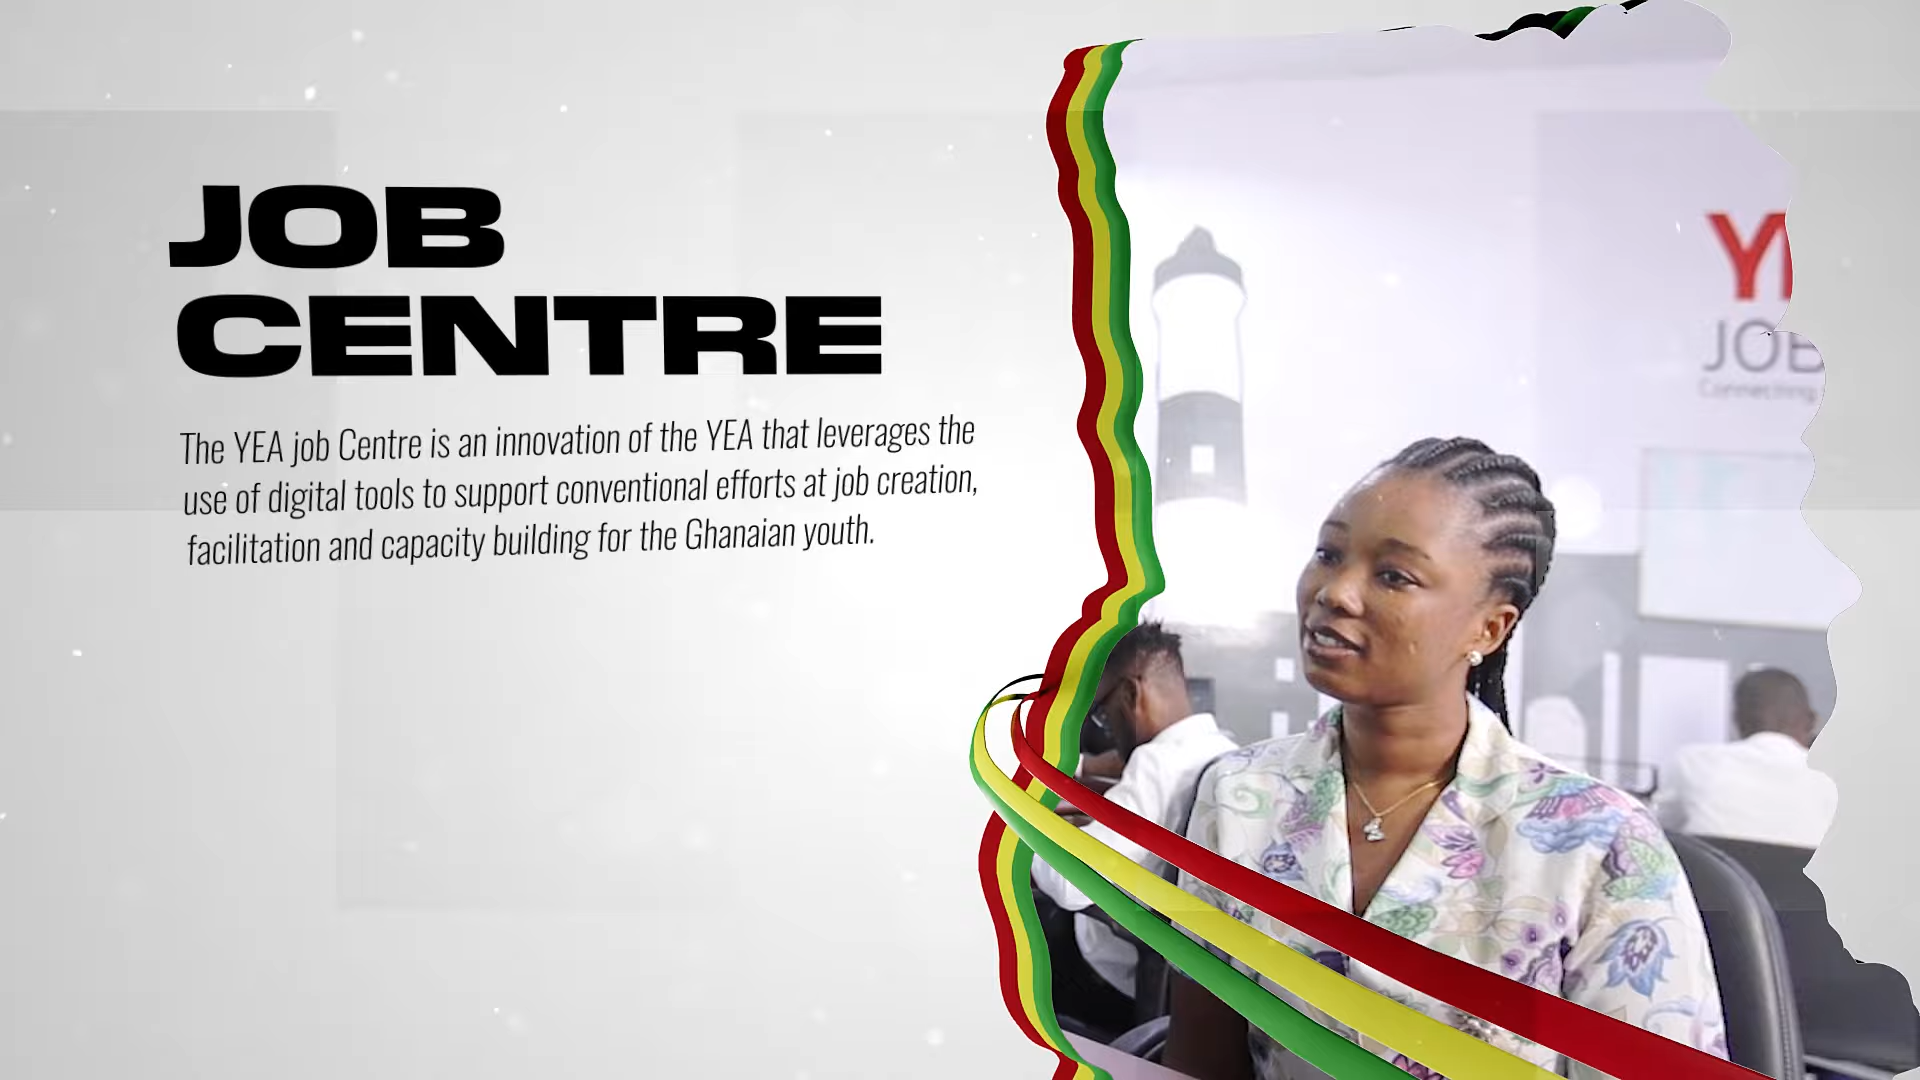 JOB
CENTRE
The YEA job Centre is an innovation of the YEA that leverages the
use of digital tools to support conventional efforts at job creation,
facilitation and capacity building for the Ghanaian youth.
JOB
Connecting